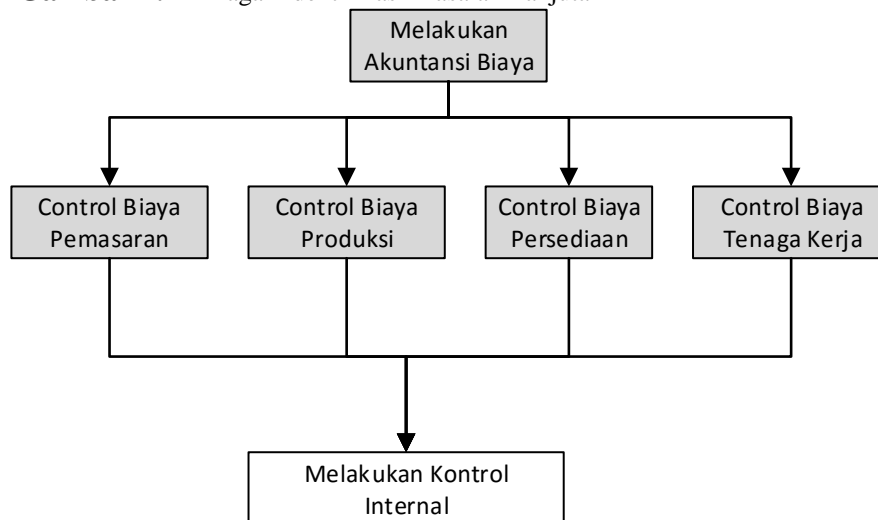 Melakukan
Akuntansi Biaya
Control Biaya
Pemasaran
Control Biaya
Produksi
Control Biaya
Persediaan
Control Biaya
Tenaga Kerja
Melakukan Kontrol
Internal